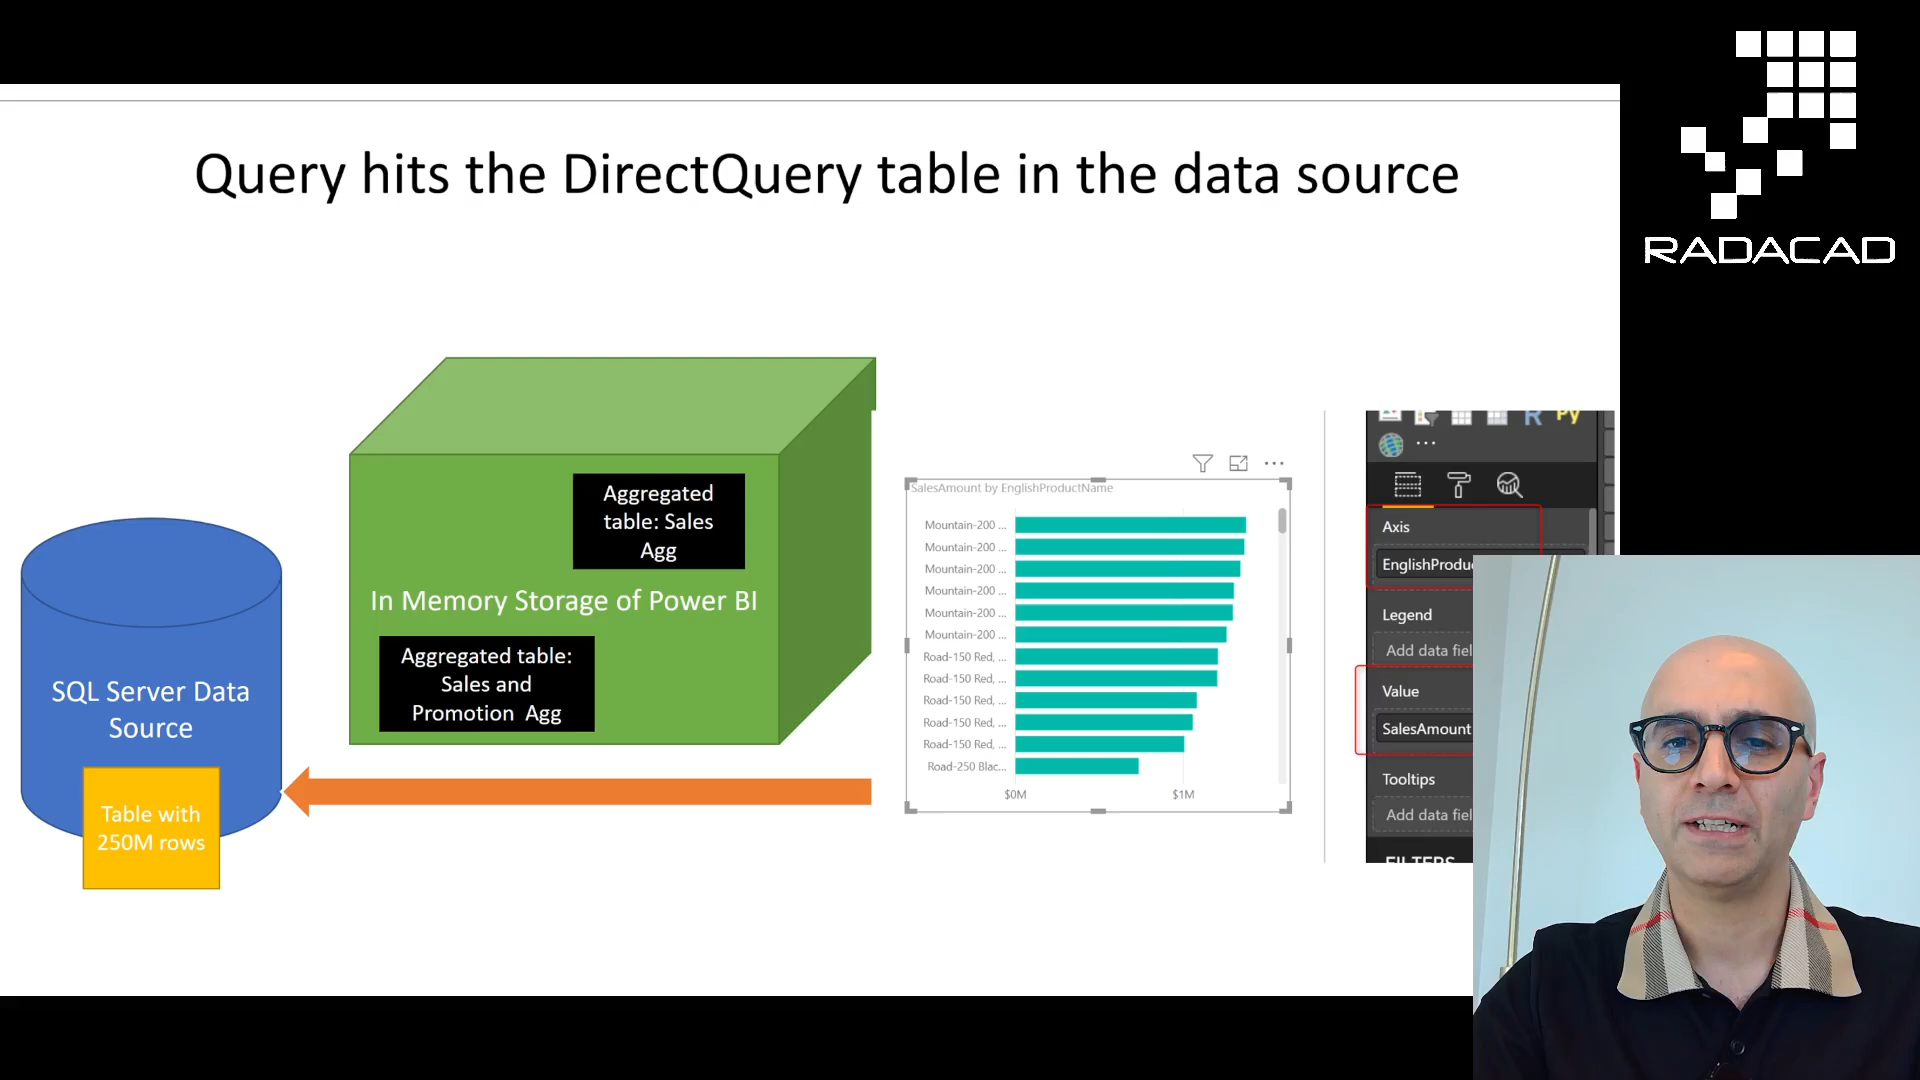 RADACAD
Query hits the DirectQuery table in the data source
Aggregated
table: Sales
Agg
In Memory Storage of Power BI
Aggregated table:
Sales and
Promotion Agg
SQL Server Data
Source
Table with
250M rows
SalesAmount by EnglishProductName
Mountain-200 ...
Mountain-200 ...
Mountain-200 ...
Mountain-200 ...
Mountain-200 ...
Mountain-200 ...
Road-150 Red, ...
Road-150 Red, ...
Road-150 Red, ...
Road-150 Red, ...
Road-150 Red, ...
Road-250 Blac...
$0M
$1M
R Py
Axis
EnglishProduc
Legend
Add data fiel
Value
SalesAmount
Tooltips
Add data fiel
FILTERS